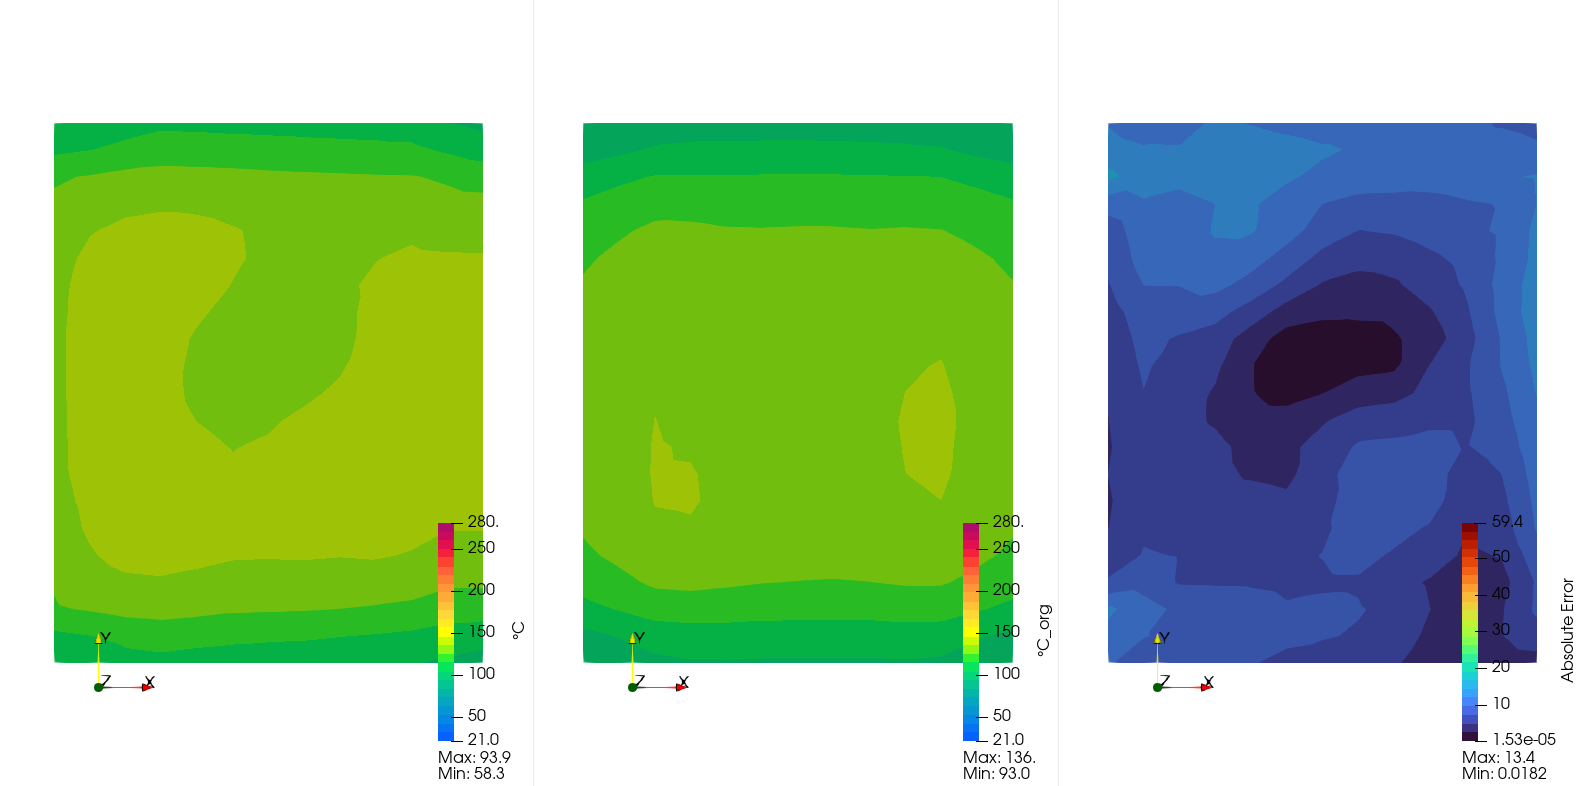 280.
250
200
150
100
50
21.0
°C
Max: 93.9
Min: 58.3
Y
Z
X
280.
250
200
150
100
50
21.0
°C_org
Max: 136.
Min: 93.0
Y
Z
X
59.4
50
40
30
20
10
1.53e-05
Absolute Error
Max: 13.4
Min: 0.0182
Y
Z
X